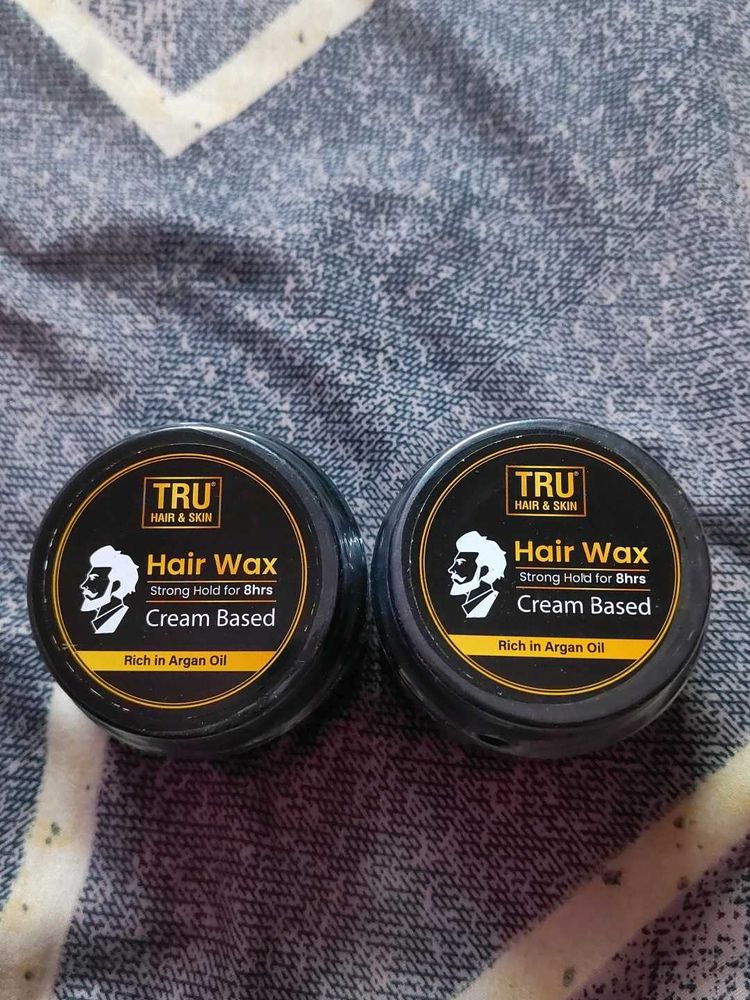 TRU®
HAIR & SKIN
Hair Wax
Strong Hold for 8hrs
Cream Based
Rich in Argan Oil
TRU®
HAIR & SKIN
Hair Wax
Strong Hold for 8hrs
Cream Based
Rich in Argan Oil